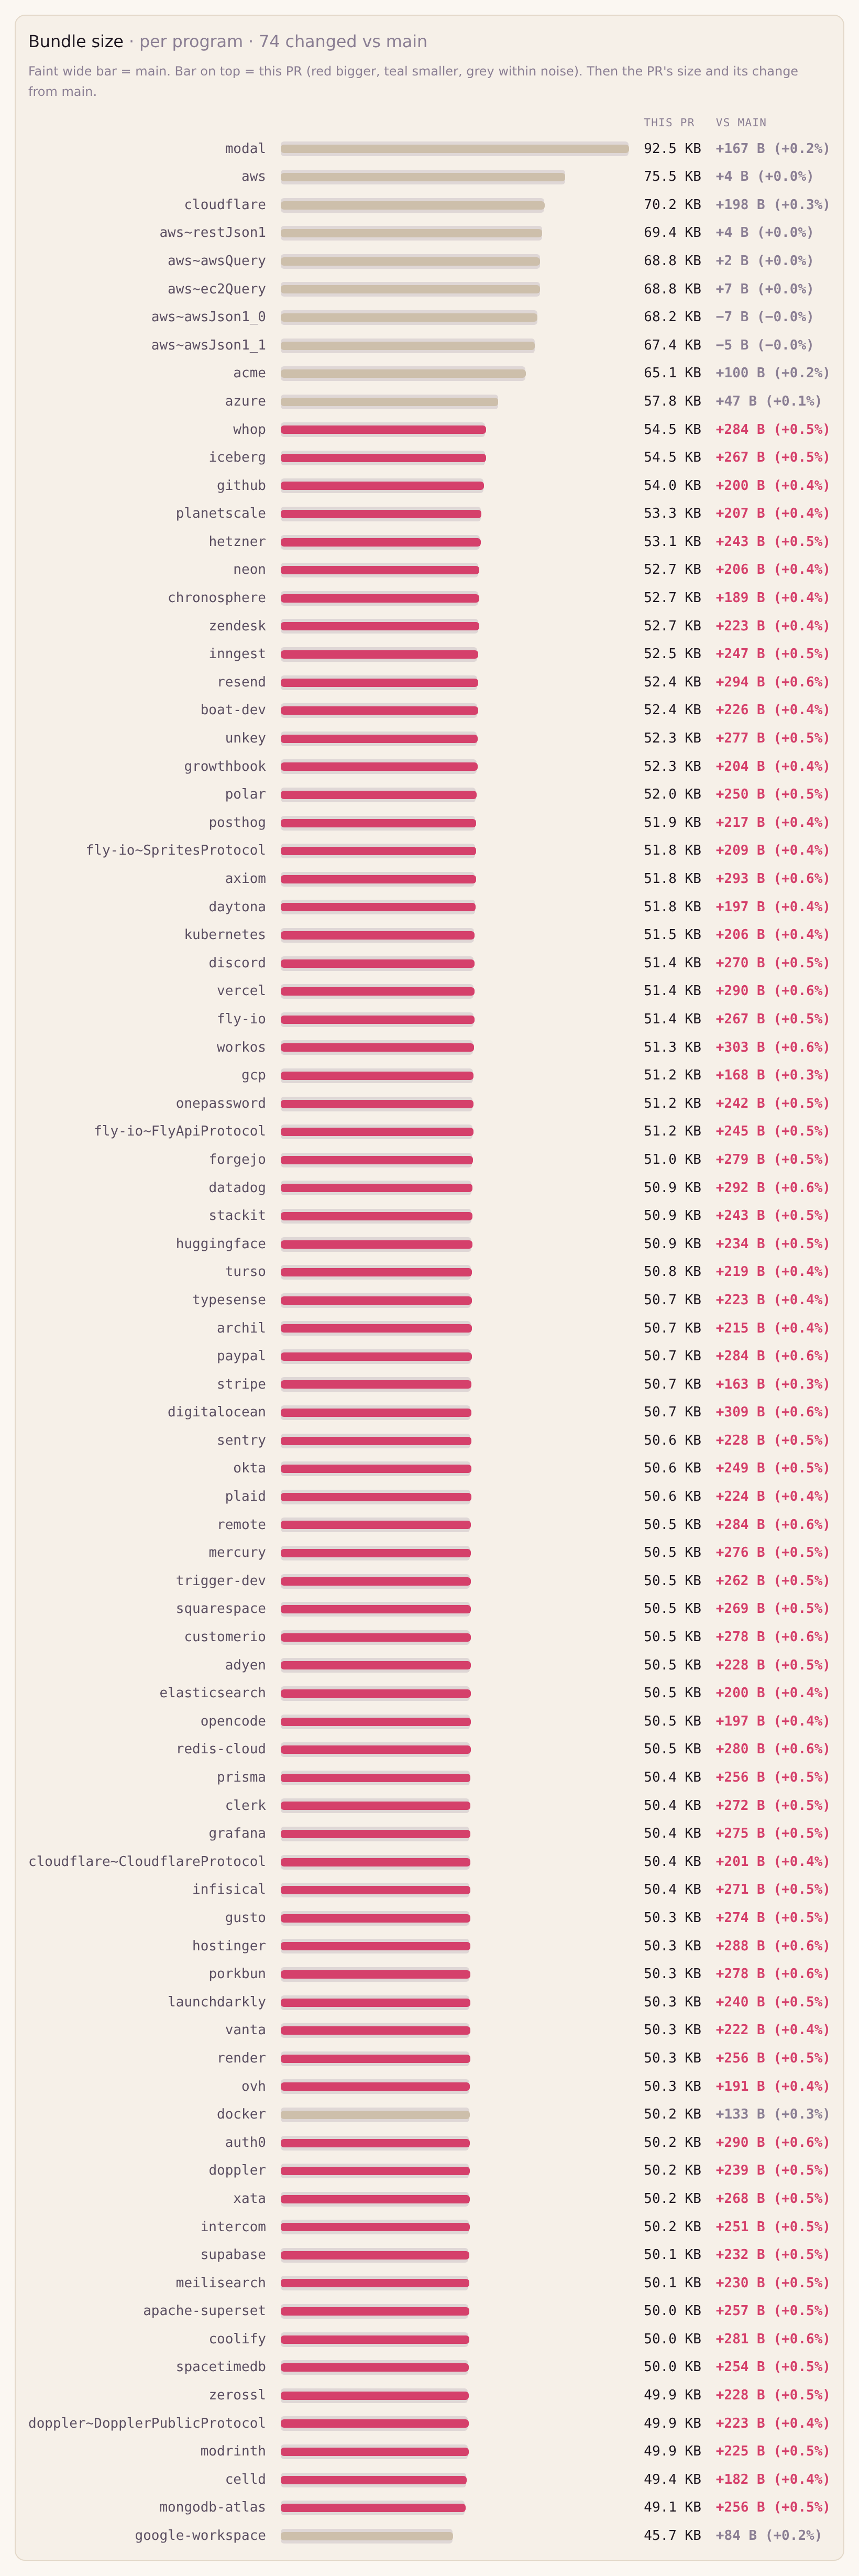 Bundle size · per program · 74 changed vs main
Faint wide bar = main. Bar on top = this PR (red bigger, teal smaller, grey within noise). Then the PR's size and its change
from main.
THIS PR VS MAIN
modal 92.5 KB +167 B (+0.2%)
aws 75.5 KB +4 B (+0.0%)
cloudflare 70.2 KB +198 B (+0.3%)
aws~restJson1 69.4 KB +4 B (+0.0%)
aws~awsQuery 68.8 KB +2 B (+0.0%)
aws~ec2Query 68.8 KB +7 B (+0.0%)
aws~awsJson1_0 68.2 KB −7 B (−0.0%)
aws~awsJson1_1 67.4 KB −5 B (−0.0%)
acme 65.1 KB +100 B (+0.2%)
azure 57.8 KB +47 B (+0.1%)
whop 54.5 KB +284 B (+0.5%)
iceberg 54.5 KB +267 B (+0.5%)
github 54.0 KB +200 B (+0.4%)
planetscale 53.3 KB +207 B (+0.4%)
hetzner 53.1 KB +243 B (+0.5%)
neon 52.7 KB +206 B (+0.4%)
chronosphere 52.7 KB +189 B (+0.4%)
zendesk 52.7 KB +223 B (+0.4%)
inngest 52.5 KB +247 B (+0.5%)
resend 52.4 KB +294 B (+0.6%)
boat-dev 52.4 KB +226 B (+0.4%)
unkey 52.3 KB +277 B (+0.5%)
growthbook 52.3 KB +204 B (+0.4%)
polar 52.0 KB +250 B (+0.5%)
posthog 51.9 KB +217 B (+0.4%)
fly-io~SpritesProtocol 51.8 KB +209 B (+0.4%)
axiom 51.8 KB +293 B (+0.6%)
daytona 51.8 KB +197 B (+0.4%)
kubernetes 51.5 KB +206 B (+0.4%)
discord 51.4 KB +270 B (+0.5%)
vercel 51.4 KB +290 B (+0.6%)
fly-io 51.4 KB +267 B (+0.5%)
workos 51.3 KB +303 B (+0.6%)
gcp 51.2 KB +168 B (+0.3%)
onepassword 51.2 KB +242 B (+0.5%)
fly-io~FlyApiProtocol 51.2 KB +245 B (+0.5%)
forgejo 51.0 KB +279 B (+0.5%)
datadog 50.9 KB +292 B (+0.6%)
stackit 50.9 KB +243 B (+0.5%)
huggingface 50.9 KB +234 B (+0.5%)
turso 50.8 KB +219 B (+0.4%)
typesense 50.7 KB +223 B (+0.4%)
archil 50.7 KB +215 B (+0.4%)
paypal 50.7 KB +284 B (+0.6%)
stripe 50.7 KB +163 B (+0.3%)
digitalocean 50.7 KB +309 B (+0.6%)
sentry 50.6 KB +228 B (+0.5%)
okta 50.6 KB +249 B (+0.5%)
plaid 50.6 KB +224 B (+0.4%)
remote 50.5 KB +284 B (+0.6%)
mercury 50.5 KB +276 B (+0.5%)
trigger-dev 50.5 KB +262 B (+0.5%)
squarespace 50.5 KB +269 B (+0.5%)
customerio 50.5 KB +278 B (+0.6%)
adyen 50.5 KB +228 B (+0.5%)
elasticsearch 50.5 KB +200 B (+0.4%)
opencode 50.5 KB +197 B (+0.4%)
redis-cloud 50.5 KB +280 B (+0.6%)
prisma 50.4 KB +256 B (+0.5%)
clerk 50.4 KB +272 B (+0.5%)
grafana 50.4 KB +275 B (+0.5%)
cloudflare~CloudflareProtocol 50.4 KB +201 B (+0.4%)
infisical 50.4 KB +271 B (+0.5%)
gusto 50.3 KB +274 B (+0.5%)
hostinger 50.3 KB +288 B (+0.6%)
porkbun 50.3 KB +278 B (+0.6%)
launchdarkly 50.3 KB +240 B (+0.5%)
vanta 50.3 KB +222 B (+0.4%)
render 50.3 KB +256 B (+0.5%)
ovh 50.3 KB +191 B (+0.4%)
docker 50.2 KB +133 B (+0.3%)
auth0 50.2 KB +290 B (+0.6%)
doppler 50.2 KB +239 B (+0.5%)
xata 50.2 KB +268 B (+0.5%)
intercom 50.2 KB +251 B (+0.5%)
supabase 50.1 KB +232 B (+0.5%)
meilisearch 50.1 KB +230 B (+0.5%)
apache-superset 50.0 KB +257 B (+0.5%)
coolify 50.0 KB +281 B (+0.6%)
spacetimedb 50.0 KB +254 B (+0.5%)
zerossl 49.9 KB +228 B (+0.5%)
doppler~DopplerPublicProtocol 49.9 KB +223 B (+0.4%)
modrinth 49.9 KB +225 B (+0.5%)
celld 49.4 KB +182 B (+0.4%)
mongodb-atlas 49.1 KB +256 B (+0.5%)
google-workspace 45.7 KB +84 B (+0.2%)